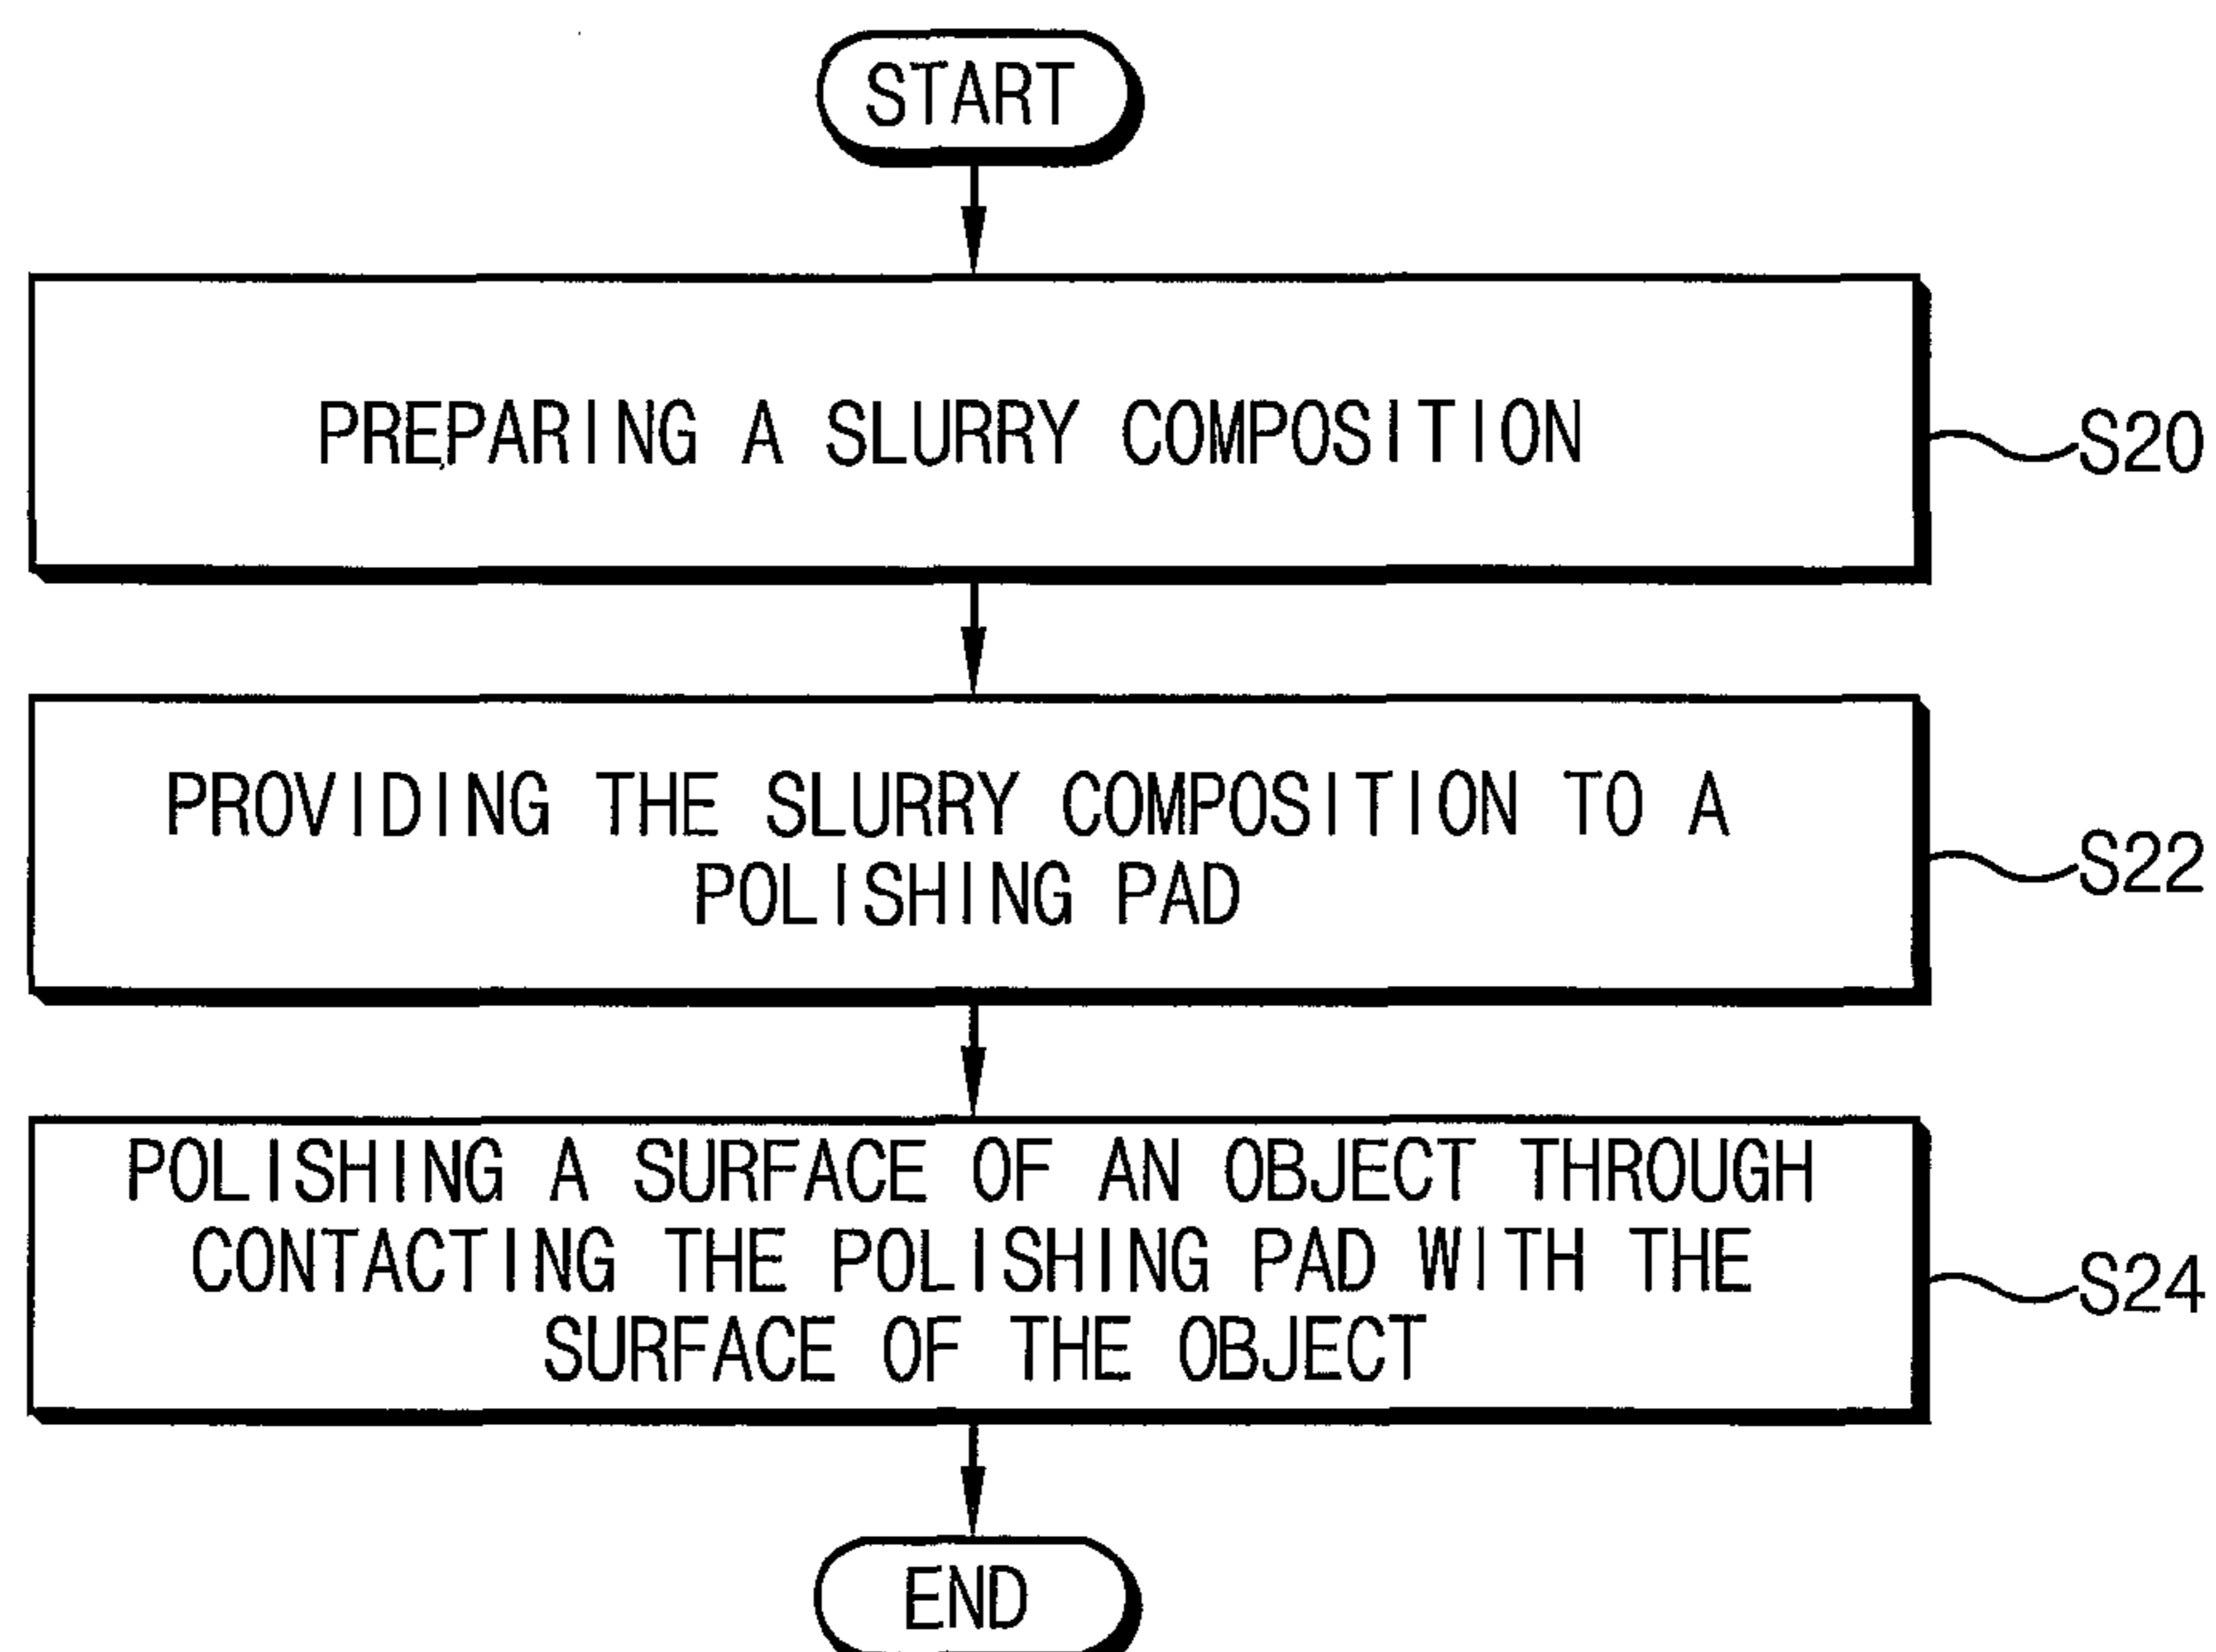 START
PREPARING A SLURRY COMPOSITION
S20
PROVIDING THE SLURRY COMPOSITION TO A
POLISHING PAD
S22
POLISHING A SURFACE OF AN OBJECT THROUGH
CONTACTING THE POLISHING PAD WITH THE
SURFACE OF THE OBJECT
S24
END